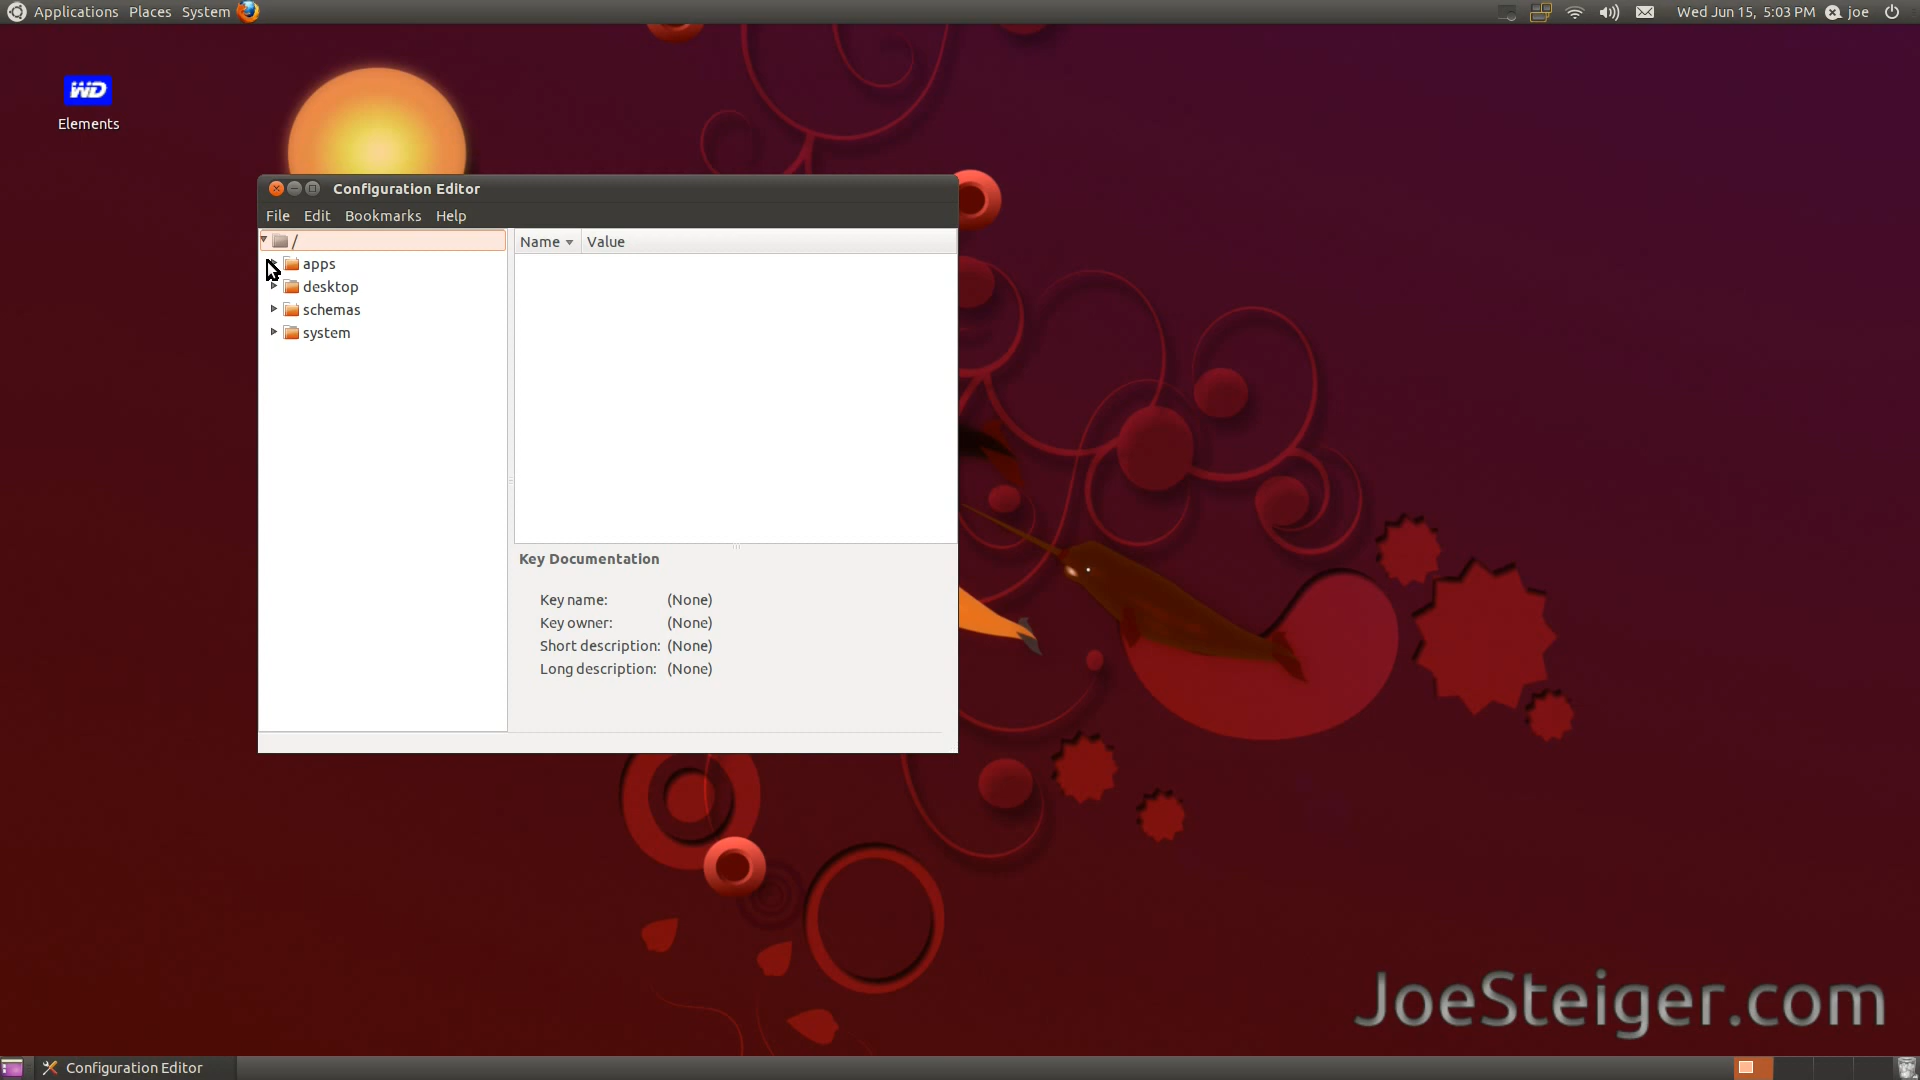 Applications Places System
Wed Jun 15, 5:03 PM joe
WD
Elements
Configuration Editor
File Edit Bookmarks Help
/
Name Value
apps
desktop
schemas
system
Key Documentation
Key name: (None)
Key owner: (None)
Short description: (None)
Long description: (None)
JoeSteiger.com
Configuration Editor